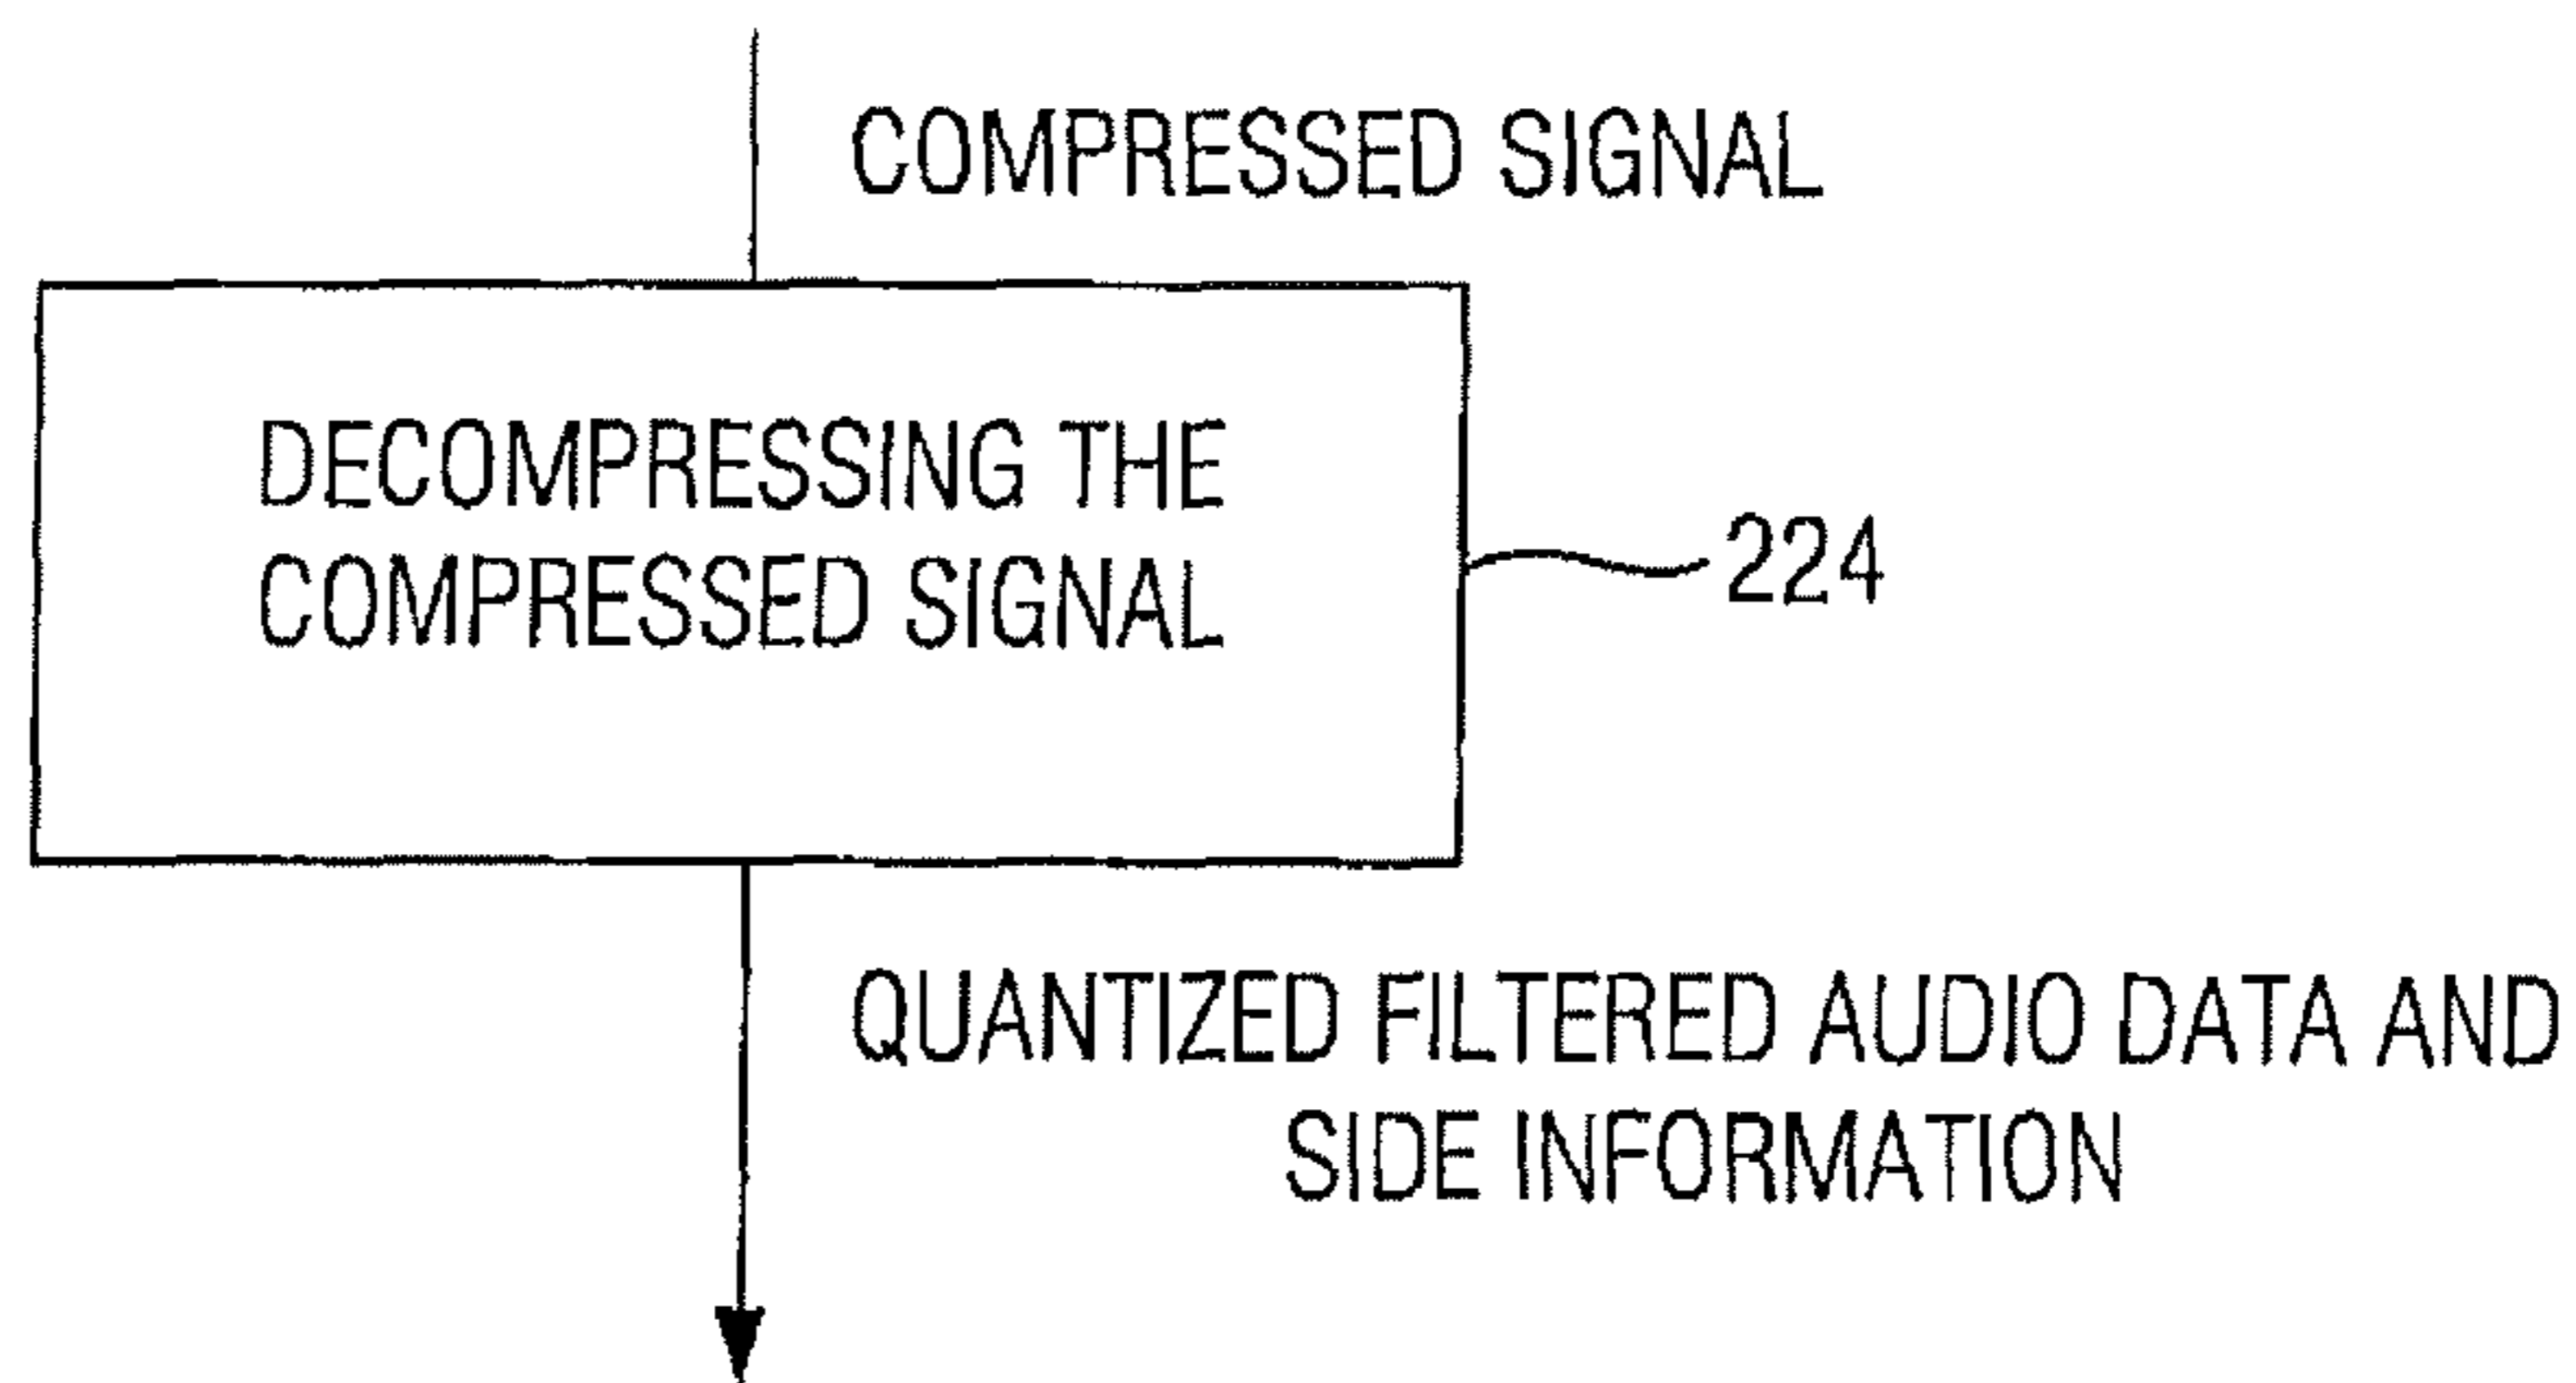 COMPRESSED SIGNAL
DECOMPRESSING THE
COMPRESSED SIGNAL
224
QUANTIZED FILTERED AUDIO DATA AND
SIDE INFORMATION